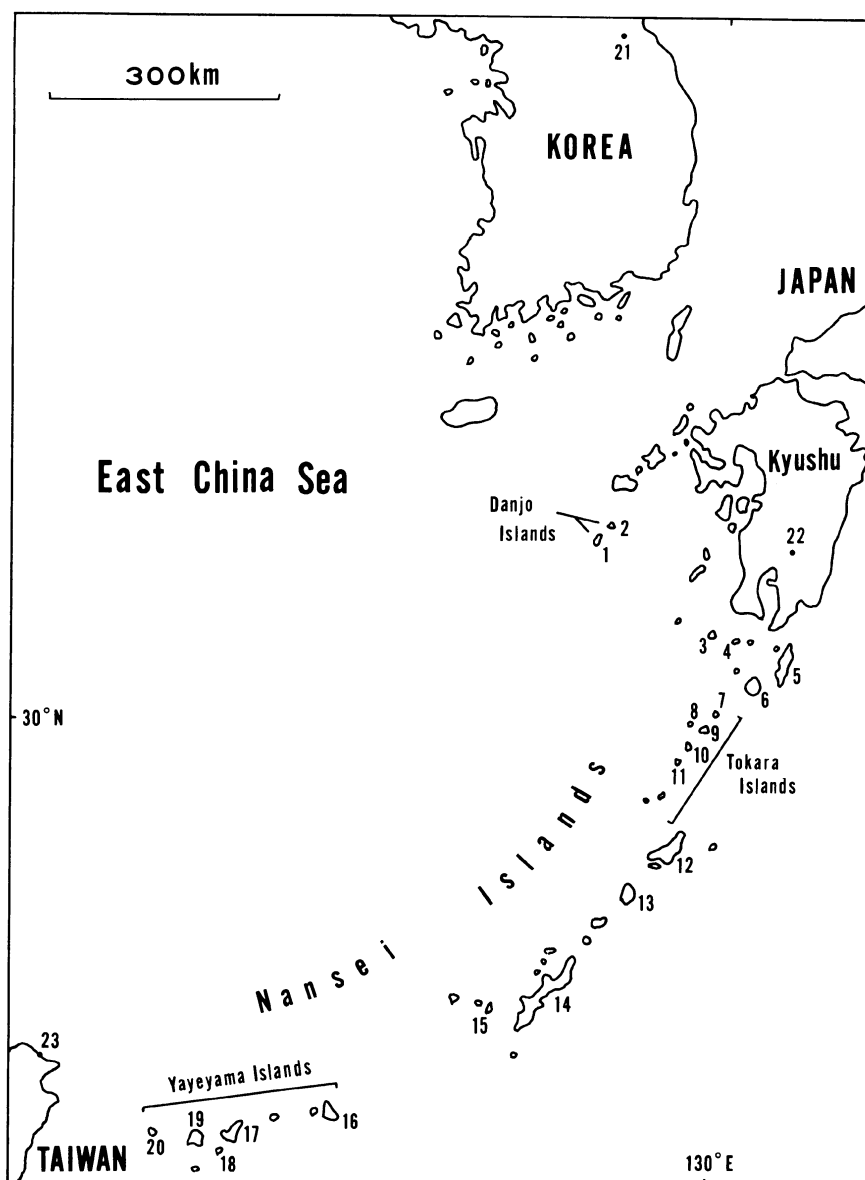 21
300km
KOREA
JAPAN
East China Sea
Kyushu
Danjo
Islands
2
1
22
3
4
5
6
7
8
9
30°N
10
11
Tokara
Islands
Islands
12
13
Nansei
14
15
23
Yayeyama Islands
16
19
17
20
18
TAIWAN
130°E